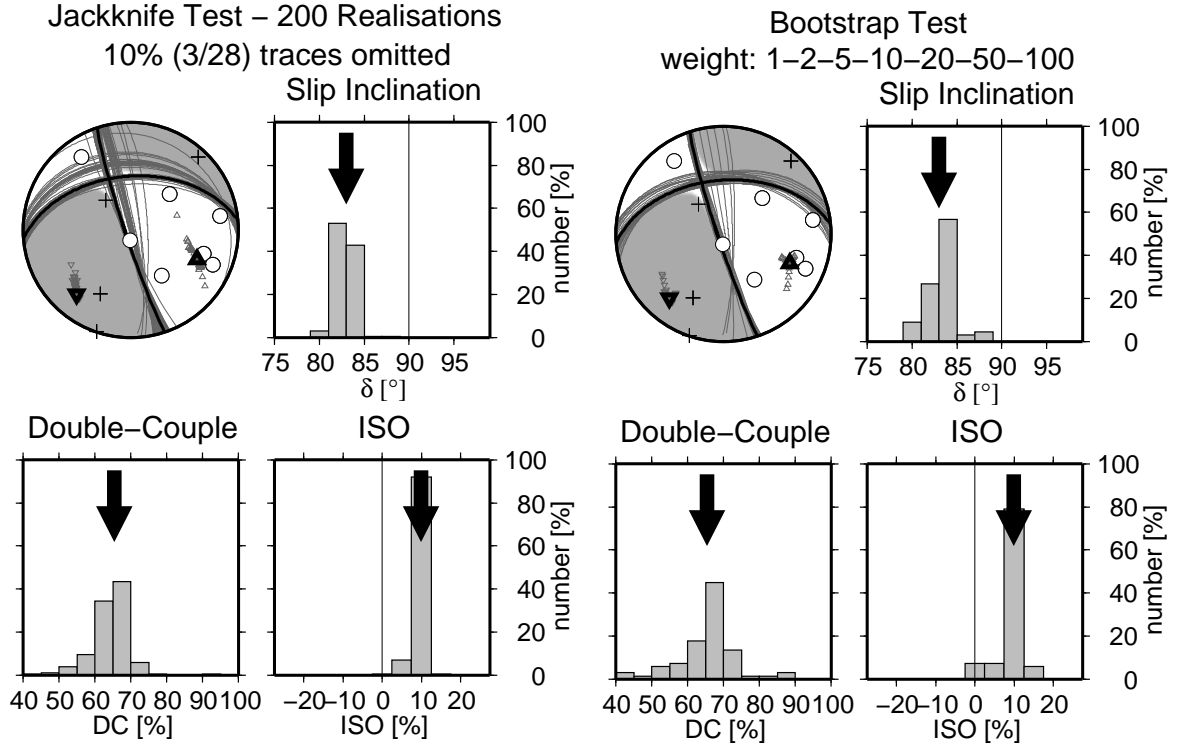 Jackknife Test – 200 Realisations
10% (3/28) traces omitted
Slip Inclination
100
80
60
40
20
0
number [%]
75 80 85 90 95
δ [°]
Double–Couple
ISO
100
80
60
40
20
0
number [%]
40 50 60 70 80 90 100
DC [%]
–20 –10 0 10 20
ISO [%]
Bootstrap Test
weight: 1–2–5–10–20–50–100
Slip Inclination
100
80
60
40
20
0
number [%]
75 80 85 90 95
δ [°]
Double–Couple
ISO
100
80
60
40
20
0
number [%]
40 50 60 70 80 90 100
DC [%]
–20 –10 0 10 20
ISO [%]